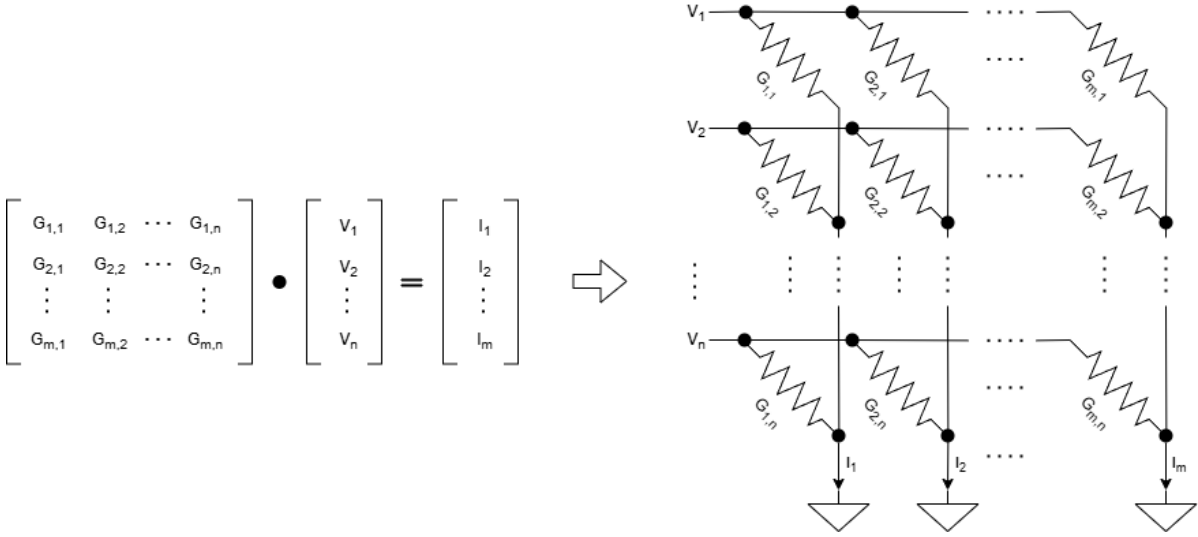 V1
G1,1 G2,1 Gm,1
V2
G1,2 G2,2 Gm,2
G1,1 G1,2 ··· G1,n V1 I1
G2,1 G2,2 ··· G2,n • V2 = I2
Gm,1 Gm,2 ··· Gm,n Vn Im
Vn
G1,n G2,n Gm,n
I1 I2 Im